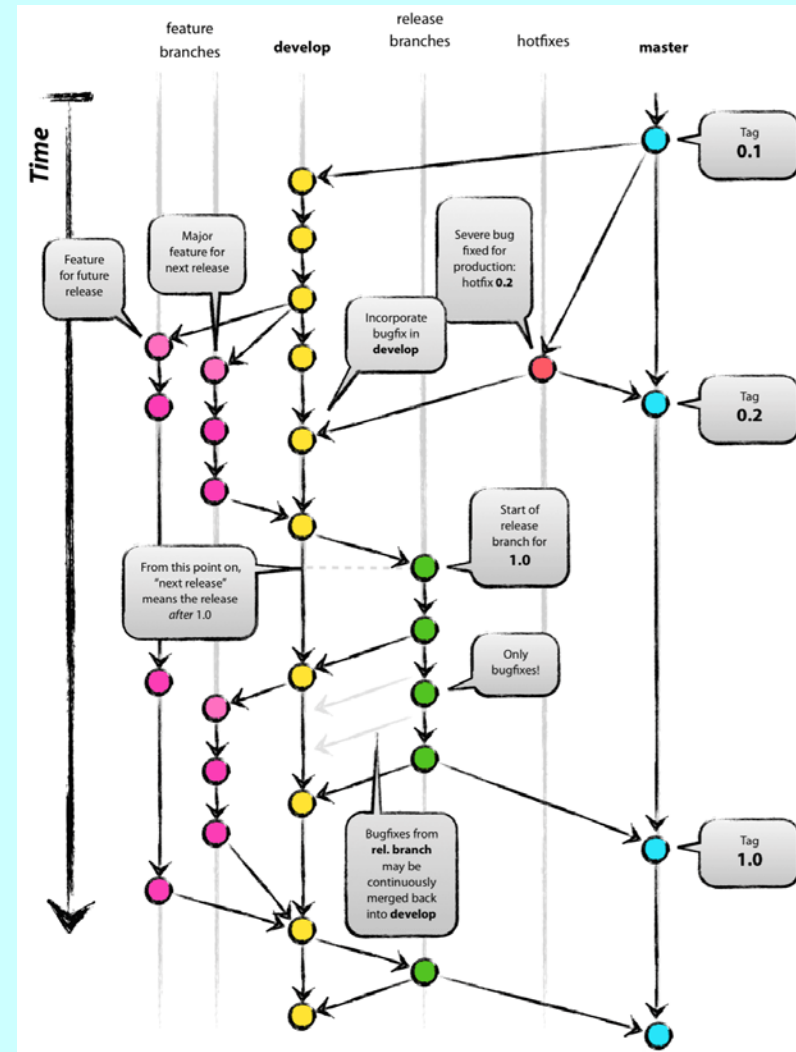 feature
branches
develop
release
branches
hotfixes
master
Time
Tag
0.1
Major
feature for
next release
Severe bug
fixed for
production:
hotfix 0.2
Feature
for future
release
Incorporate
bugfix in
develop
Tag
0.2
Start of
release
branch for
1.0
From this point on,
"next release"
means the release
after 1.0
Only
bugfixes!
Tag
1.0
Bugfixes from
rel. branch
may be
continuously
merged back
into develop